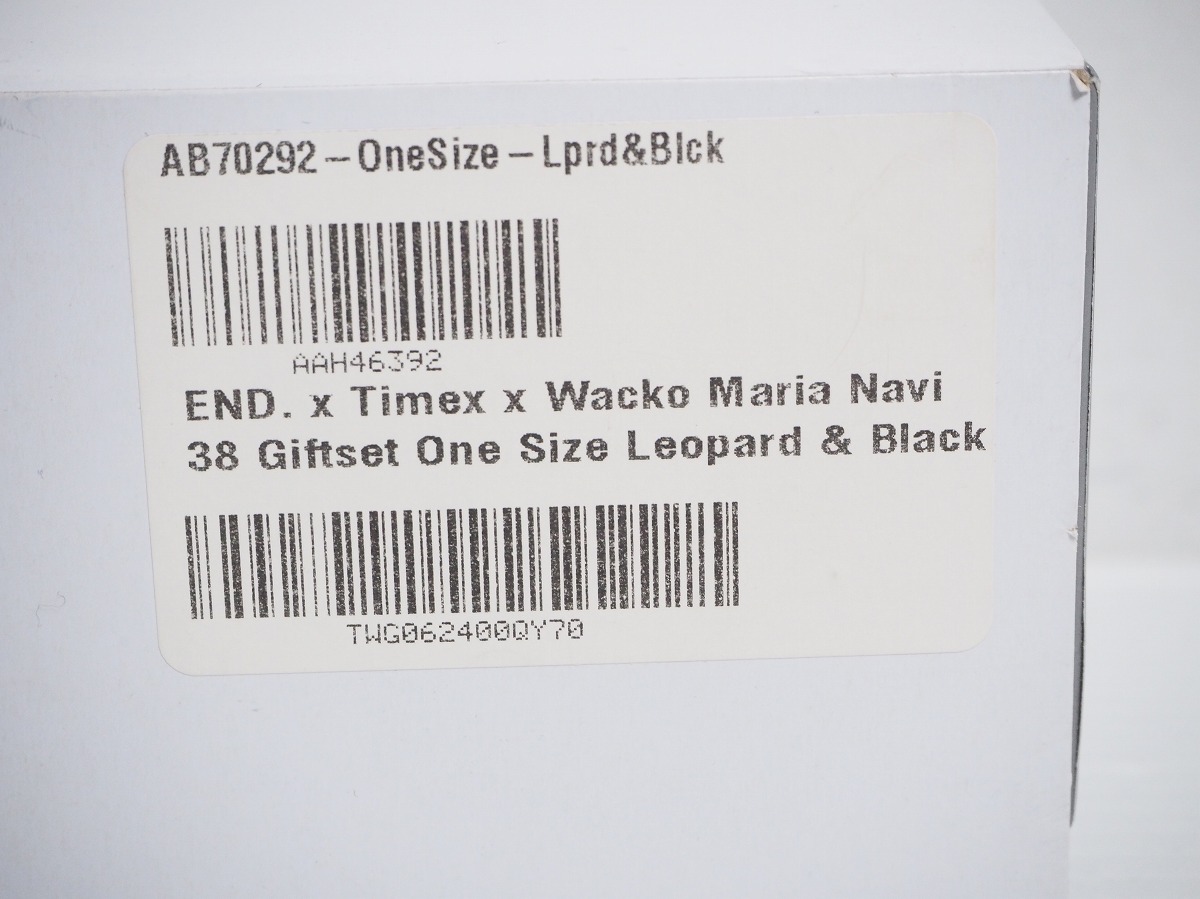 AB70292-OneSize-Lprd&Blck
AAH46392
END. x Timex x Wacko Maria Navi
38 Giftset One Size Leopard & Black
TWG062400QY70